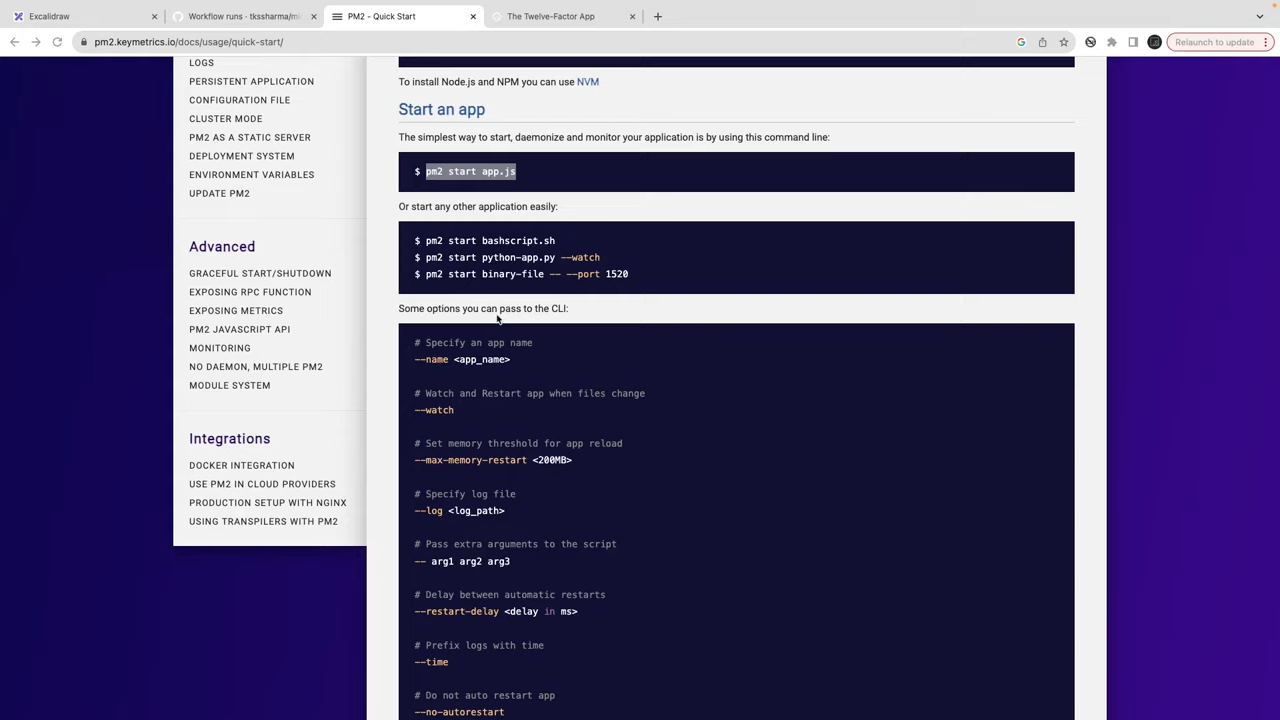 Excalidraw
Workflow runs · tkssharma/mi
PM2 - Quick Start
The Twelve-Factor App
pm2.keymetrics.io/docs/usage/quick-start/
Relaunch to update
LOGS
PERSISTENT APPLICATION
CONFIGURATION FILE
CLUSTER MODE
PM2 AS A STATIC SERVER
DEPLOYMENT SYSTEM
ENVIRONMENT VARIABLES
UPDATE PM2
Advanced
GRACEFUL START/SHUTDOWN
EXPOSING RPC FUNCTION
EXPOSING METRICS
PM2 JAVASCRIPT API
MONITORING
NO DAEMON, MULTIPLE PM2
MODULE SYSTEM
Integrations
DOCKER INTEGRATION
USE PM2 IN CLOUD PROVIDERS
PRODUCTION SETUP WITH NGINX
USING TRANSPILERS WITH PM2
To install Node.js and NPM you can use NVM
Start an app
The simplest way to start, daemonize and monitor your application is by using this command line:
$ pm2 start app.js
Or start any other application easily:
$ pm2 start bashscript.sh
$ pm2 start python-app.py --watch
$ pm2 start binary-file -- --port 1520
Some options you can pass to the CLI:
# Specify an app name
--name <app_name>
# Watch and Restart app when files change
--watch
# Set memory threshold for app reload
--max-memory-restart <200MB>
# Specify log file
--log <log_path>
# Pass extra arguments to the script
-- arg1 arg2 arg3
# Delay between automatic restarts
--restart-delay <delay in ms>
# Prefix logs with time
--time
# Do not auto restart app
--no-autorestart